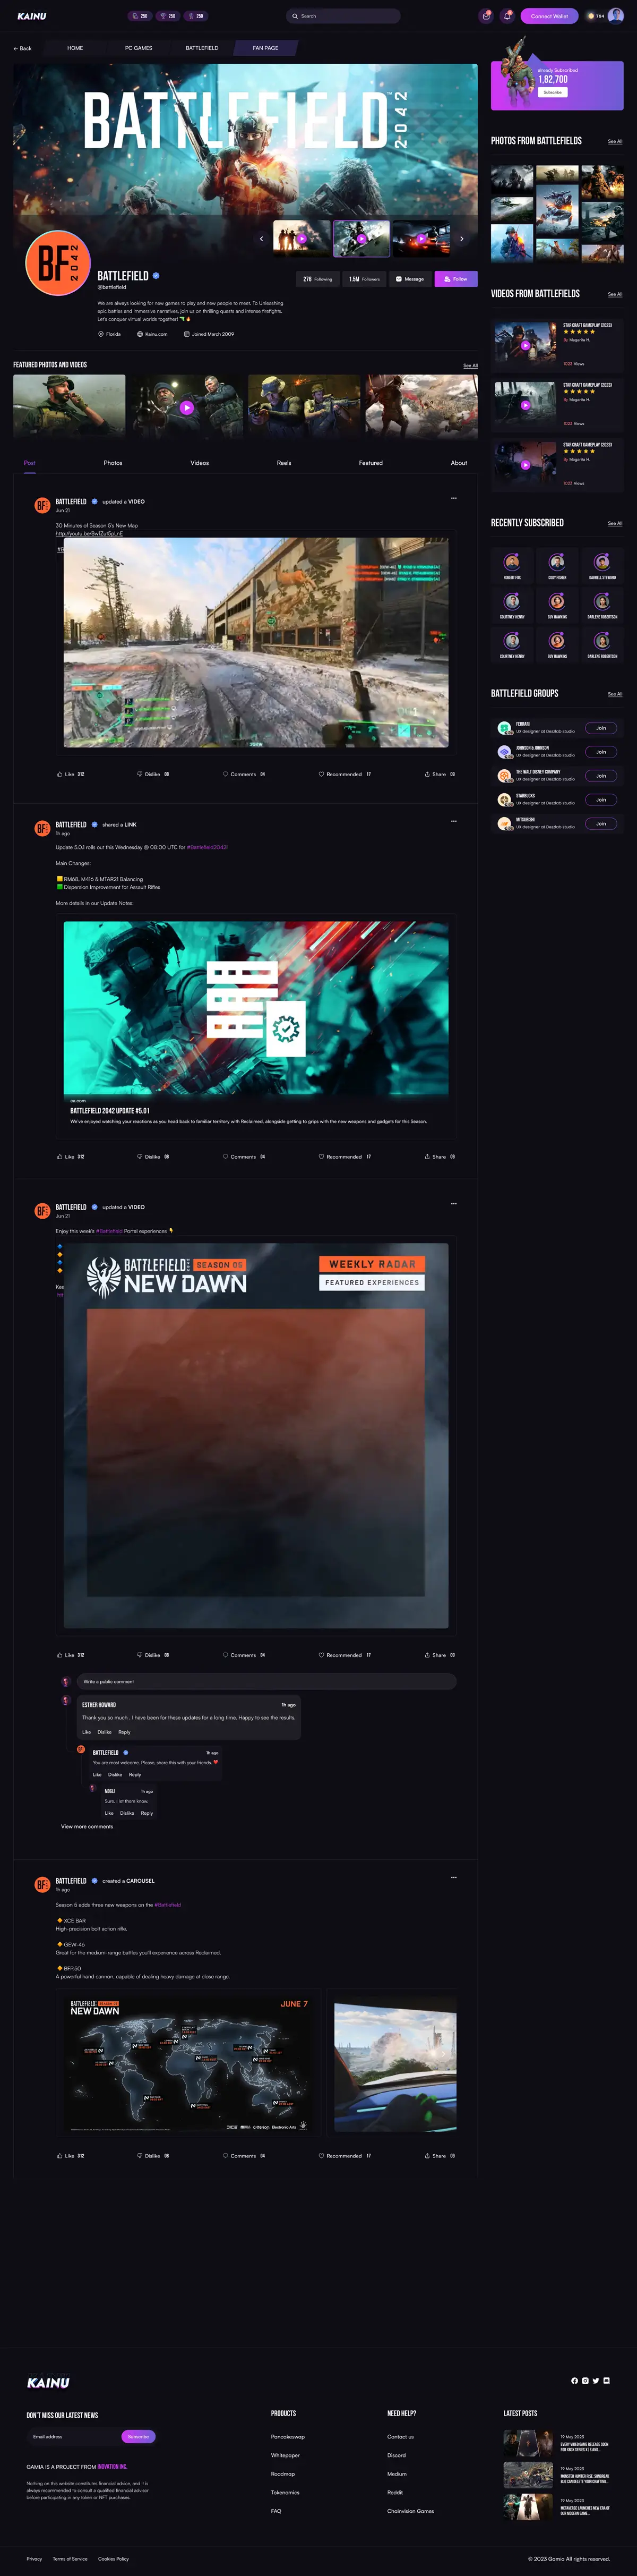 KAINU
250
250
250
Search
Connect Wallet
784
← Back
HOME
PC GAMES
BATTLEFIELD
FAN PAGE
BATTLEFIELD 2042
BF 2042
BATTLEFIELD
@battlefield
276 Following
1.5M Followers
Message
Follow
We are always looking for new games to play and new people to meet. To Unleashing
epic battles and immersive narratives, join us on thrilling quests and intense firefights.
Let's conquer virtual worlds together!
Florida
Kainu.com
Joined March 2009
FEATURED PHOTOS AND VIDEOS
See All
Post
Photos
Videos
Reels
Featured
About
BATTLEFIELD updated a VIDEO
Jun 21
30 Minutes of Season 5's New Map
Like 312
Dislike 08
Comments 04
Recommended 17
Share 09
BATTLEFIELD shared a LINK
1h ago
Update 5.0.1 rolls out this Wednesday @ 08:00 UTC for #Battlefield2042!
Main Changes:
RM68, M416 & MTAR21 Balancing
Dispersion Improvement for Assault Rifles
More details in our Update Notes:
ea.com
BATTLEFIELD 2042 UPDATE #5.01
We've enjoyed watching your reactions as you head back to familiar territory with Reclaimed, alongside getting to grips with the new weapons and gadgets for this Season.
Like 312
Dislike 08
Comments 04
Recommended 17
Share 09
BATTLEFIELD updated a VIDEO
Jun 21
Enjoy this week's #Battlefield Portal experiences
BATTLEFIELD SEASON 05
NEW DAWN
WEEKLY RADAR
FEATURED EXPERIENCES
Like 312
Dislike 08
Comments 04
Recommended 17
Share 09
Write a public comment
ESTHER HOWARD
1h ago
Thank you so much . I have been for these updates for a long time, Happy to see the results.
Like Dislike Reply
BATTLEFIELD
1h ago
You are most welcome. Please, share this with your friends.
Like Dislike Reply
1h ago
Sure, I let them know.
Like Dislike Reply
View more comments
BATTLEFIELD created a CAROUSEL
1h ago
Season 5 adds three new weapons on the #Battlefield
XCE BAR
High-precision bolt action rifle.
GEW-46
Great for the medium-range battles you'll experience across Reclaimed.
BFP.50
A powerful hand cannon, capable of dealing heavy damage at close range.
BATTLEFIELD
NEW DAWN
JUNE 7
DICE
Electronic Arts
Like 312
Dislike 08
Comments 04
Recommended 17
Share 09
already Subscribed
1,82,700
Subscribe
PHOTOS FROM BATTLEFIELDS
See All
VIDEOS FROM BATTLEFIELDS
See All
STAR CRAFT GAMEPLAY (2023)
By Margarita H.
1023 Views
STAR CRAFT GAMEPLAY (2023)
By Margarita H.
1023 Views
STAR CRAFT GAMEPLAY (2023)
By Margarita H.
1023 Views
RECENTLY SUBSCRIBED
See All
ROBERT FOX
CODY FISHER
DARRELL STEWARD
COURTNEY HENRY
GUY HAWKINS
DARLENE ROBERTSON
COURTNEY HENRY
GUY HAWKINS
DARLENE ROBERTSON
BATTLEFIELD GROUPS
See All
FERRARI
UX designer at Dezitab studio
Join
JOHNSON & JOHNSON
UX designer at Dezitab studio
Join
THE WALT DISNEY COMPANY
UX designer at Dezitab studio
Join
STARBUCKS
UX designer at Dezitab studio
Join
MITSUBISHI
UX designer at Dezitab studio
Join
KAINU
DON'T MISS OUR LATEST NEWS
Email address
Subscribe
GAMIA IS A PROJECT FROM INOVATION INC.
Nothing on this website constitutes financial advice, and it is
always recommended to consult a qualified financial advisor
before participating in any token or NFT purchases.
PRODUCTS
Pancakeswap
Whitepaper
Roadmap
Tokenomics
FAQ
NEED HELP?
Contact us
Discord
Medium
Reddit
Chainvision Games
LATEST POSTS
19 May 2023
EVERY VIDEO GAME RELEASE SOON
FOR XBOX SERIES X | S AND...
19 May 2023
MONSTER HUNTER RISE: SUNBREAK
BUG CAN DELETE YOUR CRAFTING...
19 May 2023
METAVERSE LAUNCHES NEW ERA OF
OUR MODERN GAME...
Privacy
Terms of Service
Cookies Policy
© 2023 Gamia All rights reserved.